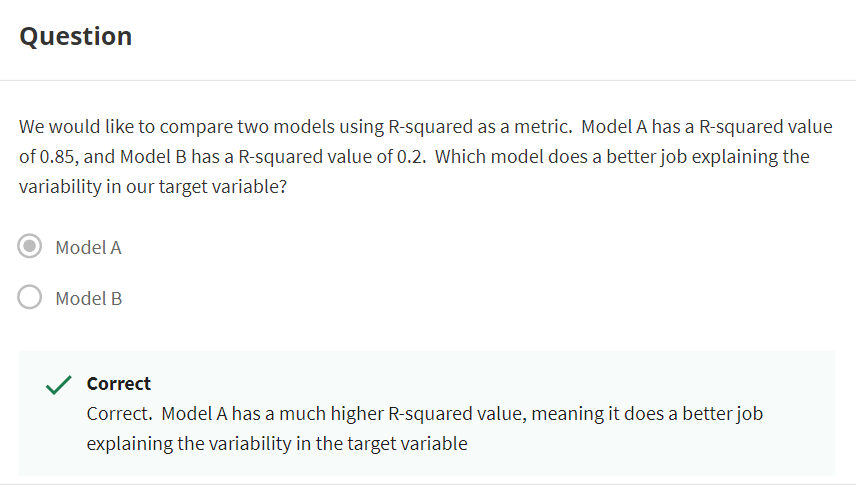 Question
We would like to compare two models using R-squared as a metric.  Model A has a R-squared value
of 0.85, and Model B has a R-squared value of 0.2.  Which model does a better job explaining the
variability in our target variable?
Model A
Model B
Correct
Correct.  Model A has a much higher R-squared value, meaning it does a better job
explaining the variability in the target variable